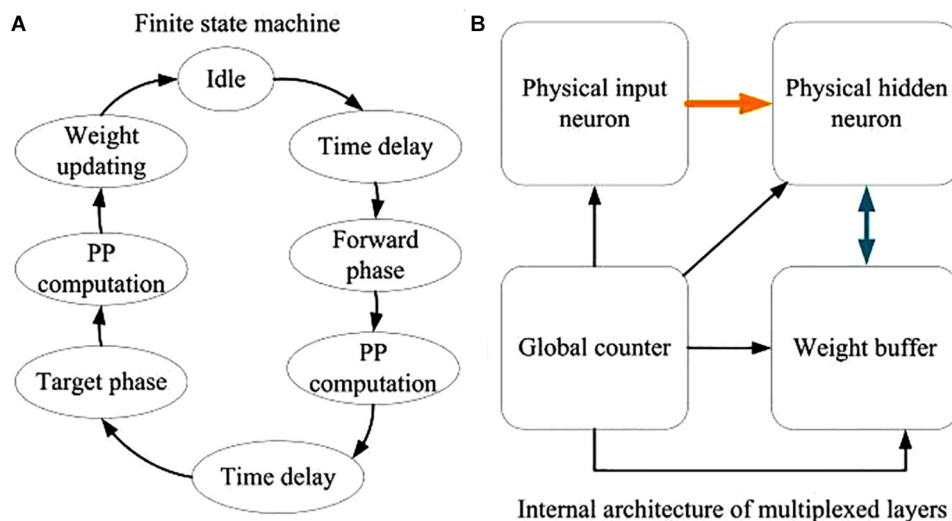 A
Finite state machine
Idle
Time delay
Forward
phase
PP
computation
Time delay
Target phase
PP
computation
Weight
updating
B
Physical input
neuron
Physical hidden
neuron
Global counter
Weight buffer
Internal architecture of multiplexed layers